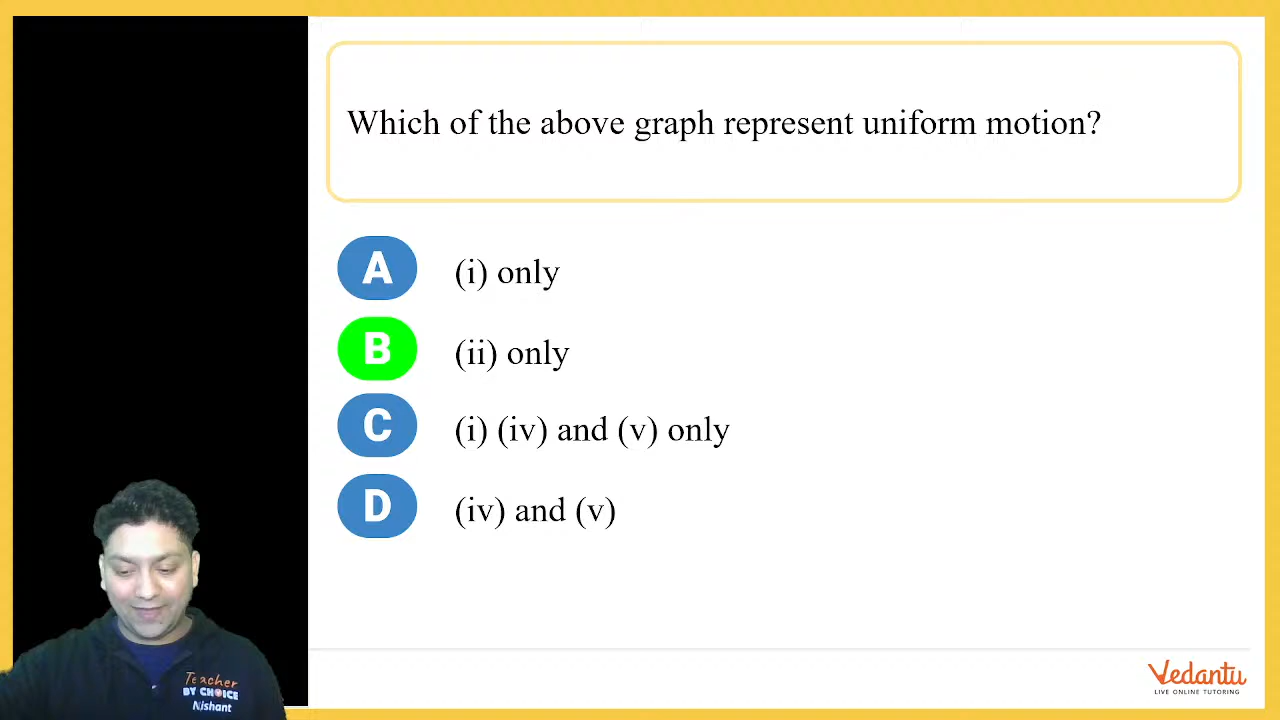 Which of the above graph represent uniform motion?
A (i) only
B (ii) only
C (i) (iv) and (v) only
D (iv) and (v)
Teacher
BY CHOICE
Nishant
Vedantu
LIVE ONLINE TUTORING